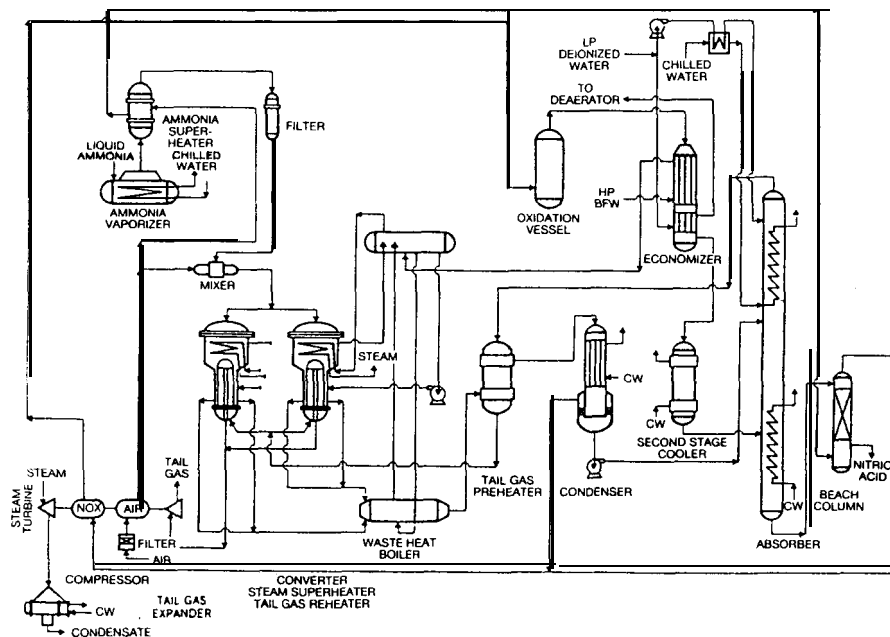 LP
DEIONIZED
WATER
CHILLED
WATER
TO
DEAERATOR
AMMONIA
SUPER-
HEATER
CHILLED
WATER
FILTER
LIQUID
AMMONIA
AMMONIA
VAPORIZER
OXIDATION
VESSEL
HP
BFW
ECONOMIZER
MIXER
STEAM
CW
CW
SECOND STAGE
COOLER
TAIL GAS
PREHEATER
CONDENSER
NITRIC
ACID
BEACH
COLUMN
CW
ABSORBER
STEAM
TAIL
GAS
STEAM
TURBINE
NOX
AIR
FILTER
AIR
WASTE HEAT
BOILER
COMPRESSOR
CONVERTER
STEAM SUPERHEATER
TAIL GAS REHEATER
TAIL GAS
EXPANDER
CW
CONDENSATE